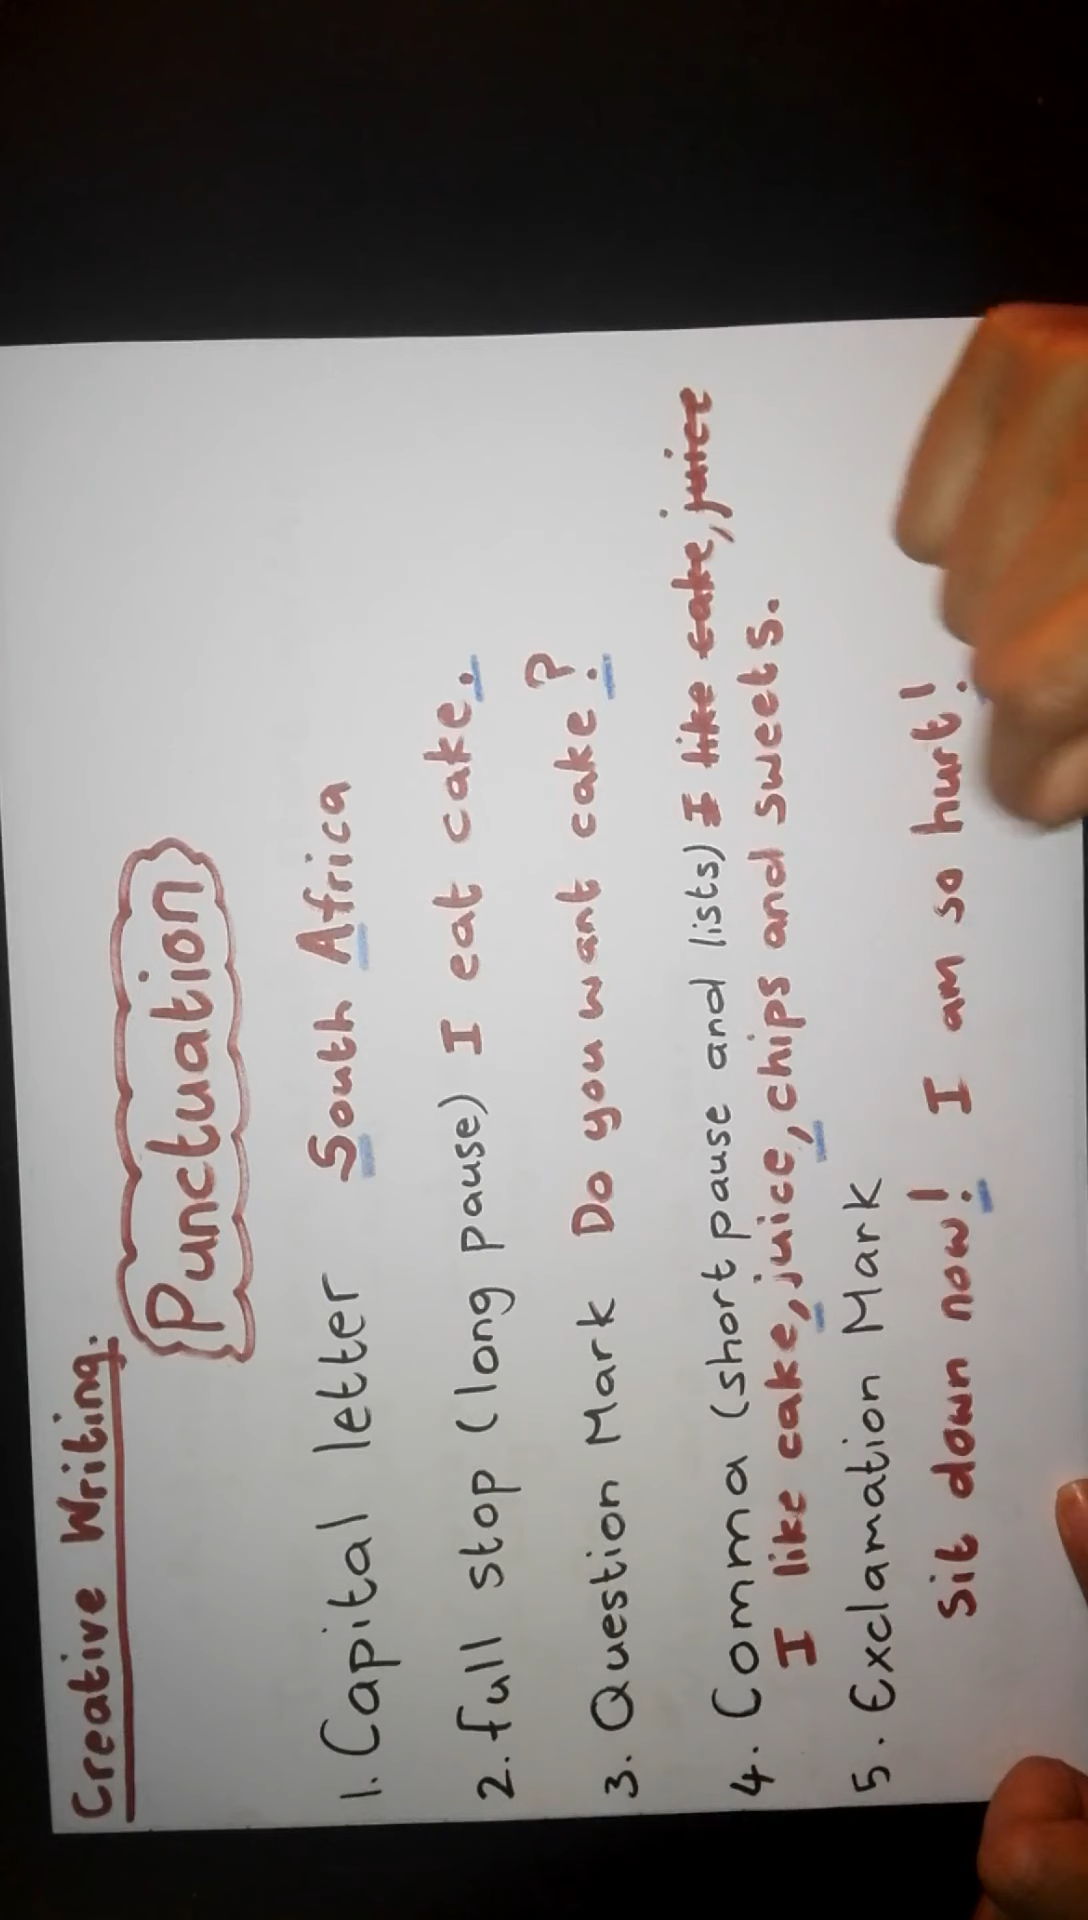 Creative Writing.
Punctuation
1. Capital letter South Africa
2. full stop (long pause) I eat cake.
3. Question Mark Do you want cake?
4. Comma (short pause and lists) I like cake, juice
I like cake, juice, chips and sweets.
5. Exclamation Mark
Sit down now! I am so hurt!